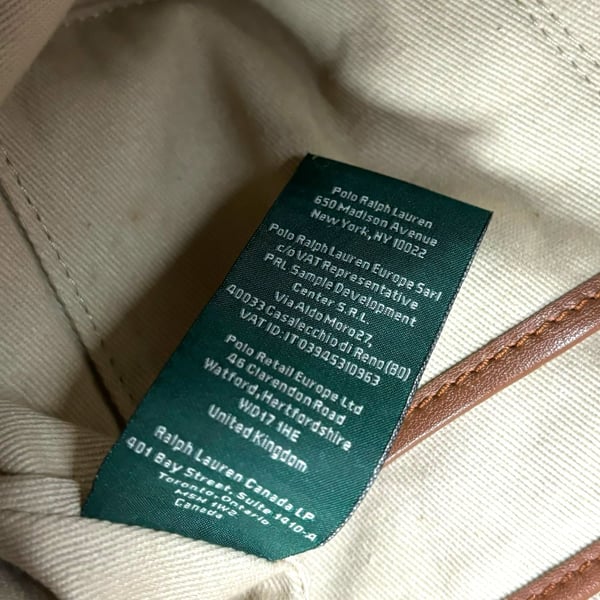 Polo Ralph Lauren
650 Madison Avenue
New York, NY 10022
Polo Ralph Lauren Europe Sarl
c/o VAT Representative
PRL Sample Development
Center S.R.L.
Via Aldo Moro 27,
40033 Casalecchio di Reno (BO)
VAT ID: IT03945310963
Polo Retail Europe Ltd
46 Clarendon Road
Watford, Hertfordshire
WD17 1HE
United Kingdom
Ralph Lauren Canada LP
401 Bay Street, Suite 1410-A
Toronto, Ontario
M5H 1W2
Canada